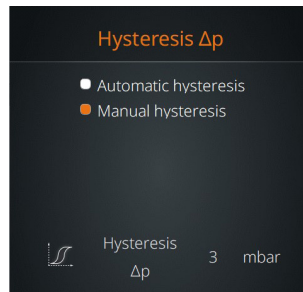 Hysteresis Δp
Automatic hysteresis
Manual hysteresis
Hysteresis
Δp
3
mbar